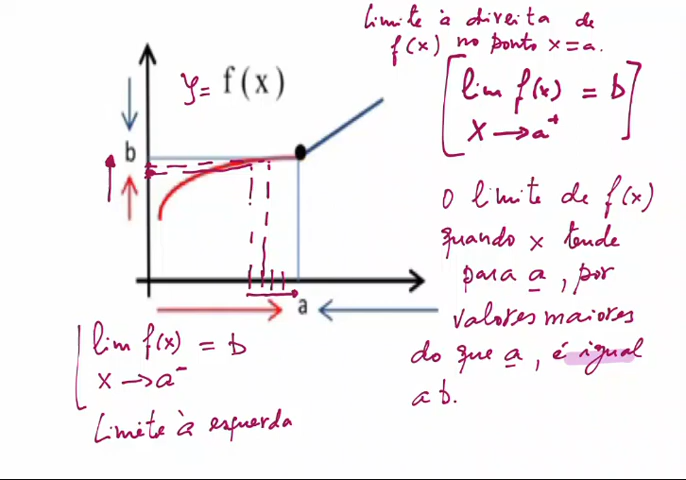 Limite à direita de
f(x) no ponto x=a.
y= f(x)
lim f(x) = b
x→a⁺
b
O limite de f(x)
quando x tende
para a, por
valores maiores
do que a, é igual
a b.
a
lim f(x) = b
x→a⁻
Limite à esquerda